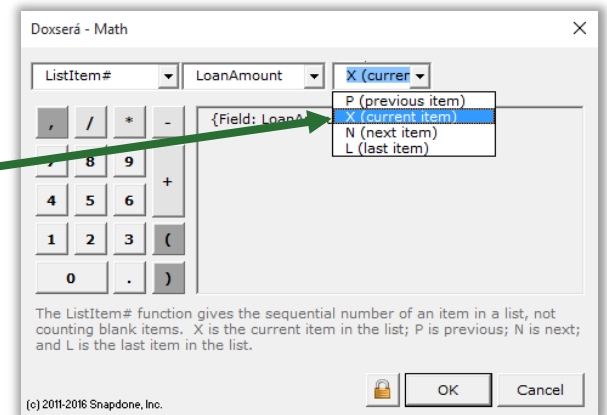 Doxserá - Math
ListItem# LoanAmount X (currer
P (previous item)
X (current item)
N (next item)
L (last item)
, / * - {Field: LoanA
7 8 9
+
4 5 6
1 2 3 (
0 . )
The ListItem# function gives the sequential number of an item in a list, not
counting blank items. X is the current item in the list; P is previous; N is next;
and L is the last item in the list.
OK Cancel
(c) 2011-2016 Snapdone, Inc.